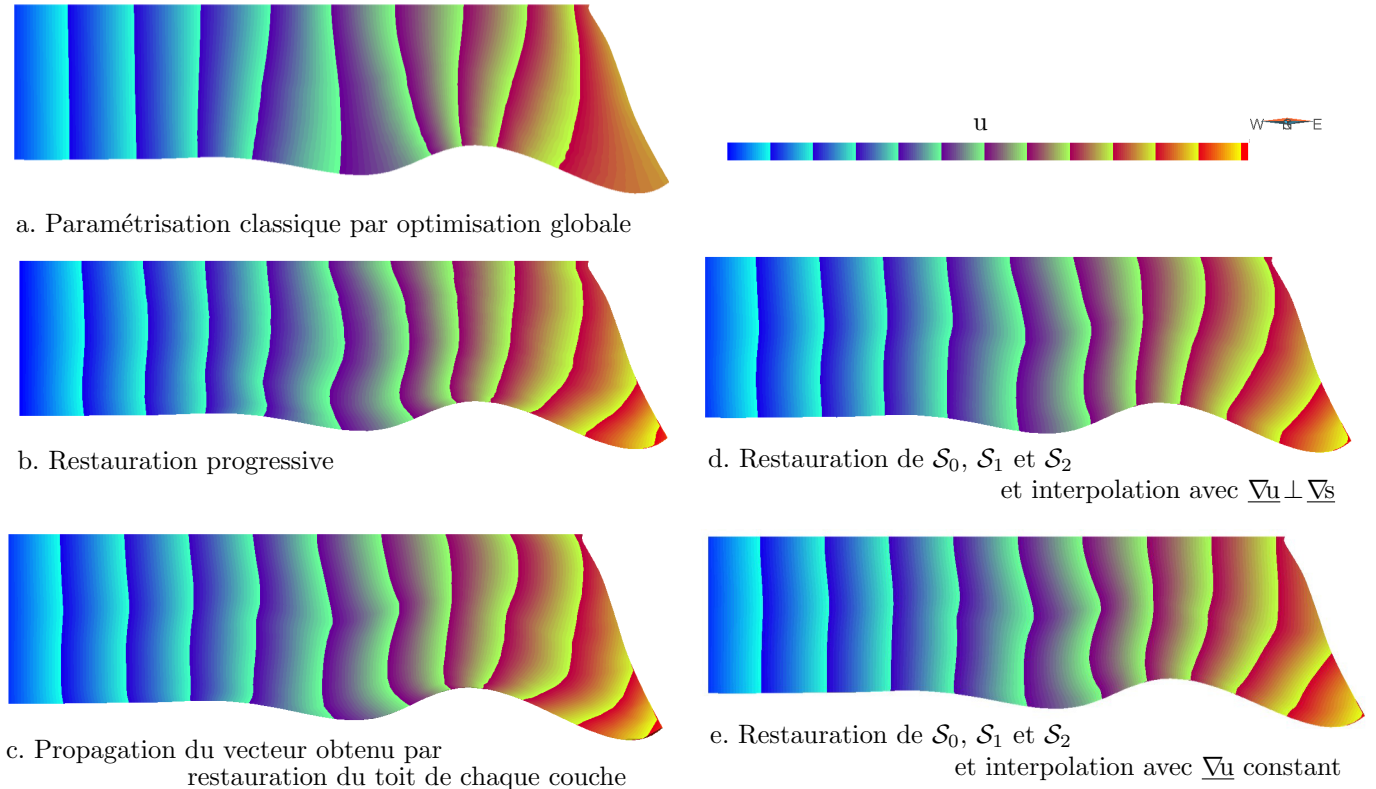 u
W E
a. Paramétrisation classique par optimisation globale
b. Restauration progressive
d. Restauration de S₀, S₁ et S₂
et interpolation avec ∇u⊥∇s
c. Propagation du vecteur obtenu par
restauration du toit de chaque couche
e. Restauration de S₀, S₁ et S₂
et interpolation avec ∇u constant